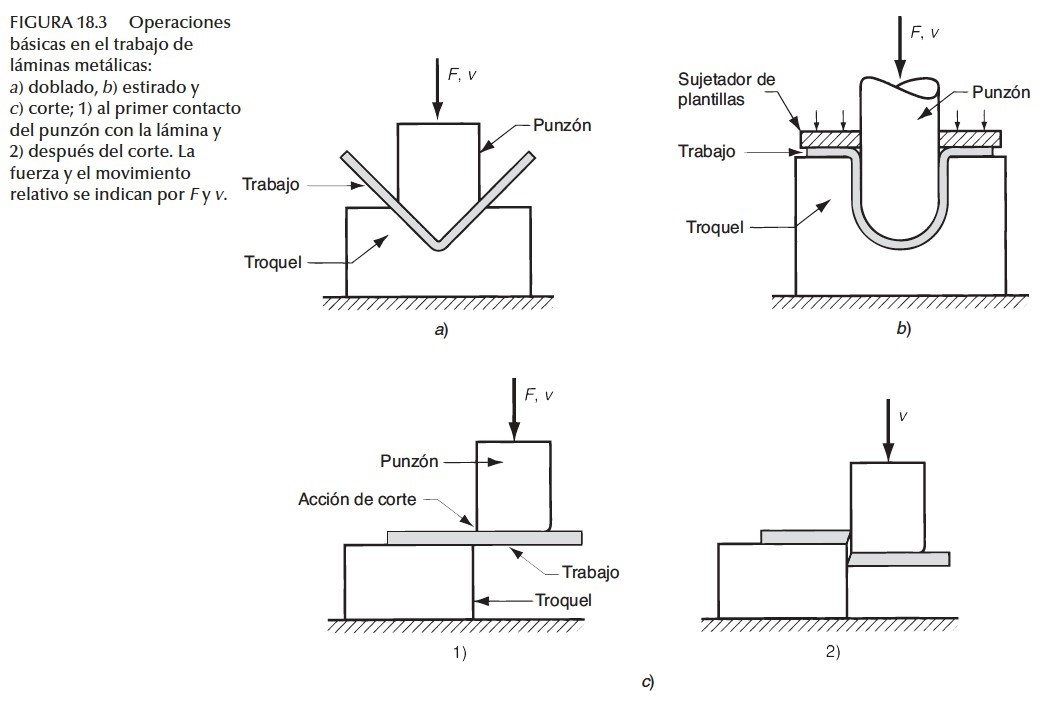 FIGURA 18.3 Operaciones
básicas en el trabajo de
láminas metálicas:
a) doblado, b) estirado y
c) corte; 1) al primer contacto
del punzón con la lámina y
2) después del corte. La
fuerza y el movimiento
relativo se indican por F y v.
F, v
Punzón
Trabajo
Troquel
a)
F, v
Sujetador de
plantillas
Punzón
Trabajo
Troquel
b)
F, v
Punzón
Acción de corte
Trabajo
Troquel
1)
v
2)
c)